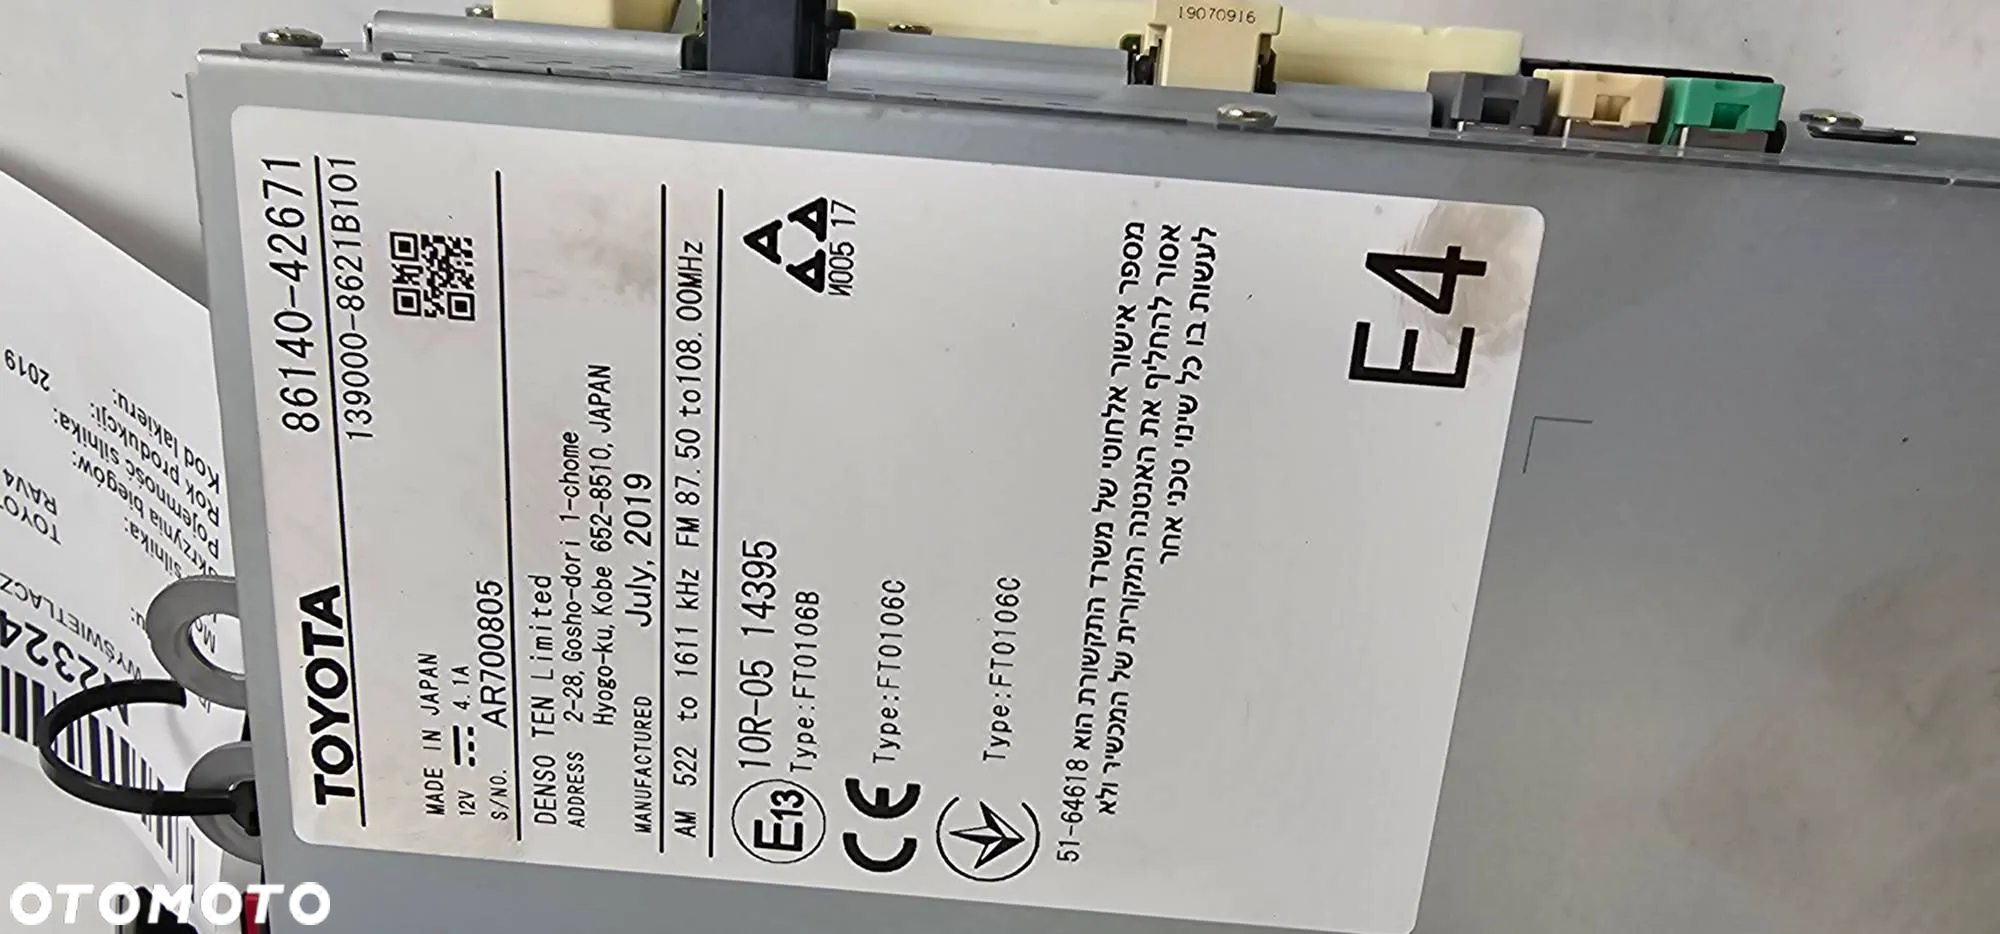 19070916
TOYOTA 86140-42671
139000-8621B101
MADE IN JAPAN
12V 4.1A
S/NO. AR700805
DENSO TEN Limited
ADDRESS 2-28, Gosho-dori 1-chome
Hyogo-ku, Kobe 652-8510, JAPAN
MANUFACTURED July, 2019
AM 522 to 1611 kHz FM 87.50 to108.00MHz
E13 10R-05 14395
Type:FT0106B
N005 17
CE Type:FT0106C
Type:FT0106C
51-64618 מספר אישור אלחוטי של משרד התקשורת הוא
אסור להחליף את האנטנה המקורית של המכשיר ולא
לעשות בו כל שינוי טכני אחר
E4
2019
Kod lakieru:
Rok produkcji:
Pojemność silnika:
skrzynia biegów:
silnika:
RAV4
TOYO
WYŚWIETLACZ
2324
OTOMOTO